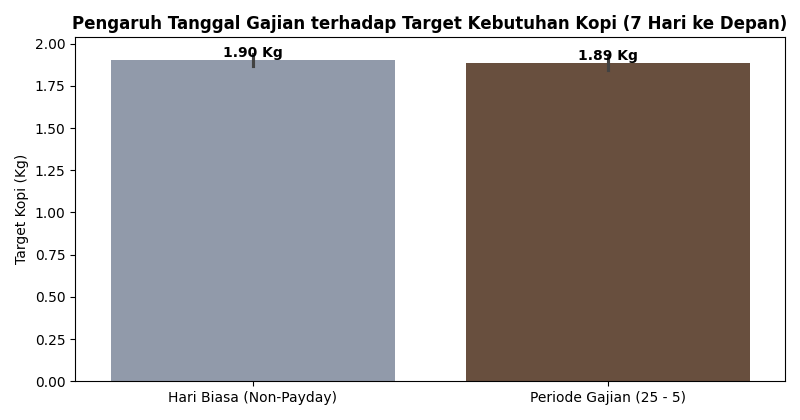 Pengaruh Tanggal Gajian terhadap Target Kebutuhan Kopi (7 Hari ke Depan)
2.00
1.75
1.50
1.25
1.00
0.75
0.50
0.25
0.00
Target Kopi (Kg)
1.90 Kg
1.89 Kg
Hari Biasa (Non-Payday)
Periode Gajian (25 - 5)